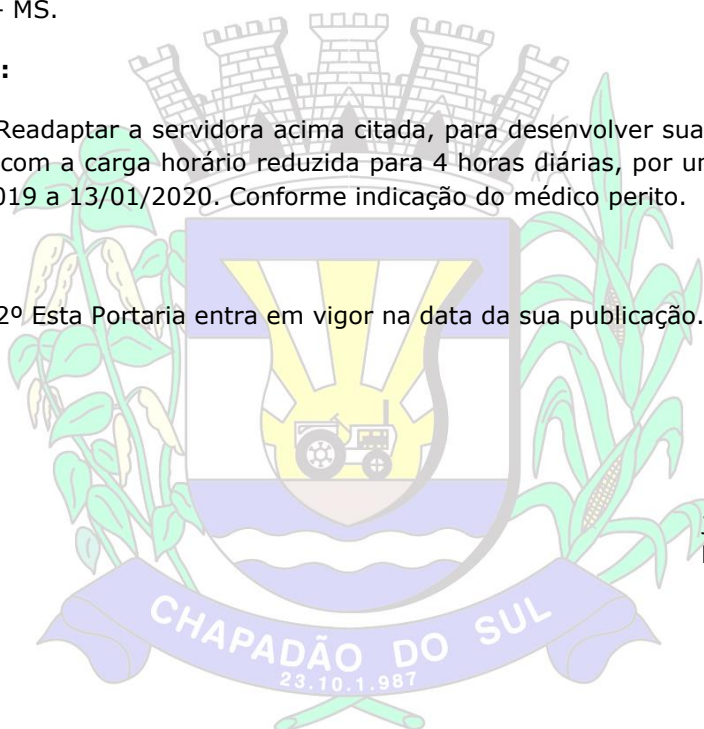 - MS.
:
Readaptar a servidora acima citada, para desenvolver sua
com a carga horário reduzida para 4 horas diárias, por un
019 a 13/01/2020. Conforme indicação do médico perito.
2º Esta Portaria entra em vigor na data da sua publicação.
CHAPADÃO DO SUL
23.10.1.987